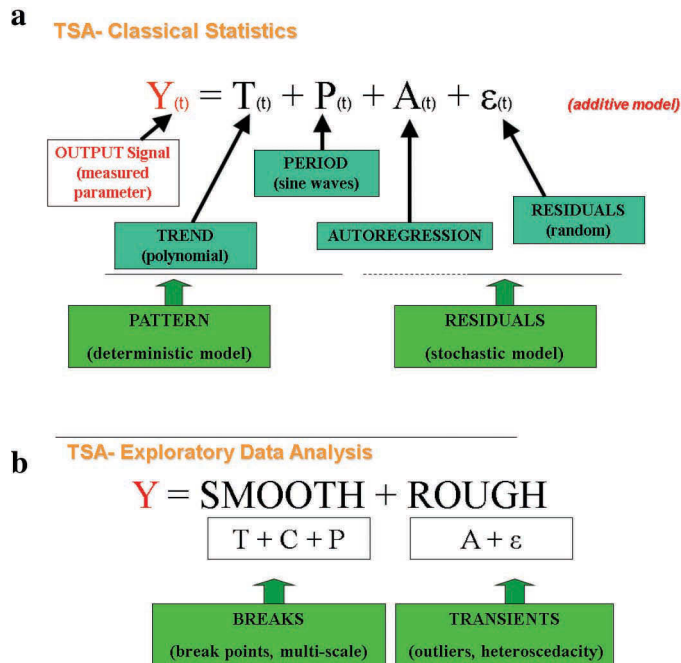 a
TSA- Classical Statistics
Y(t) = T(t) + P(t) + A(t) + ε(t)
(additive model)
OUTPUT Signal
(measured
parameter)
PERIOD
(sine waves)
TREND
(polynomial)
AUTOREGRESSION
RESIDUALS
(random)
PATTERN
(deterministic model)
RESIDUALS
(stochastic model)
b
TSA- Exploratory Data Analysis
Y = SMOOTH + ROUGH
T + C + P
A + ε
BREAKS
(break points, multi-scale)
TRANSIENTS
(outliers, heteroscedacity)